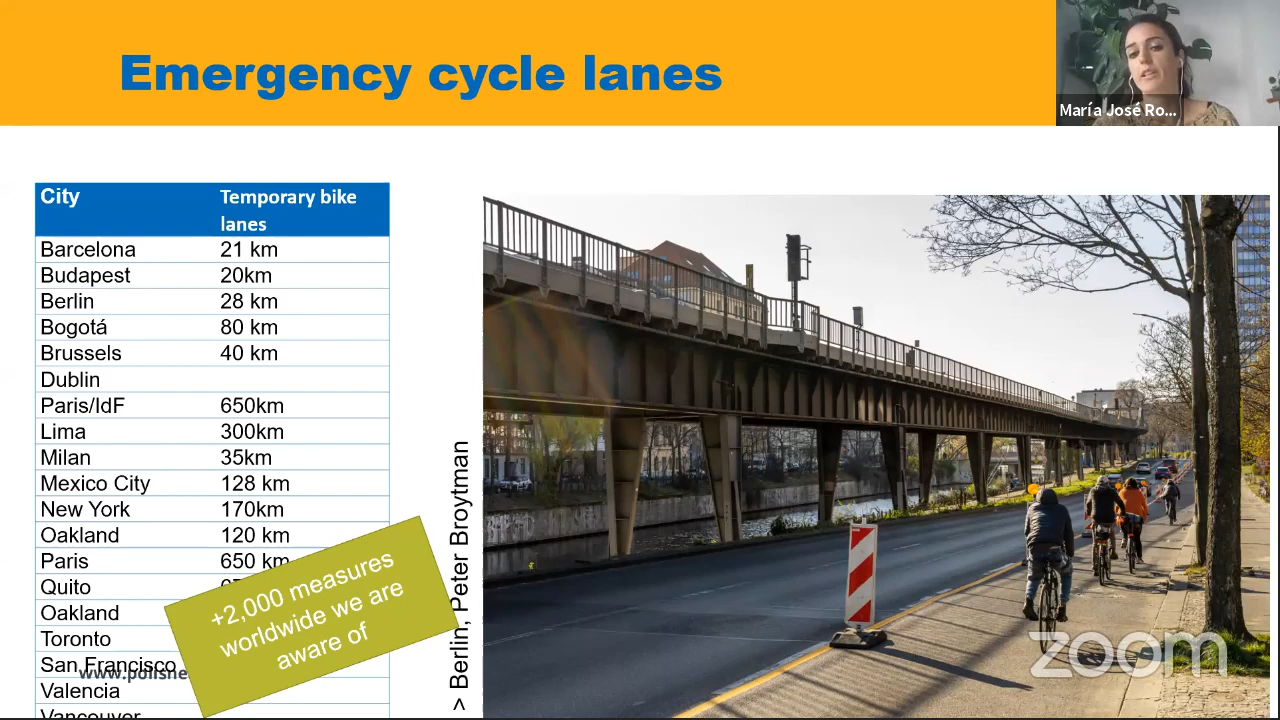 Emergency cycle lanes
María José Ro...
City Temporary bike
lanes
Barcelona 21 km
Budapest 20km
Berlin 28 km
Bogotá 80 km
Brussels 40 km
Dublin
Paris/IdF 650km
Lima 300km
Milan 35km
Mexico City 128 km
New York 170km
Oakland 120 km
Paris 650 km
Quito
Oakland
Toronto
San Francisco
www.polisne
Valencia
Vancouver
+2,000 measures
worldwide we are
aware of
> Berlin, Peter Broytman
zoom